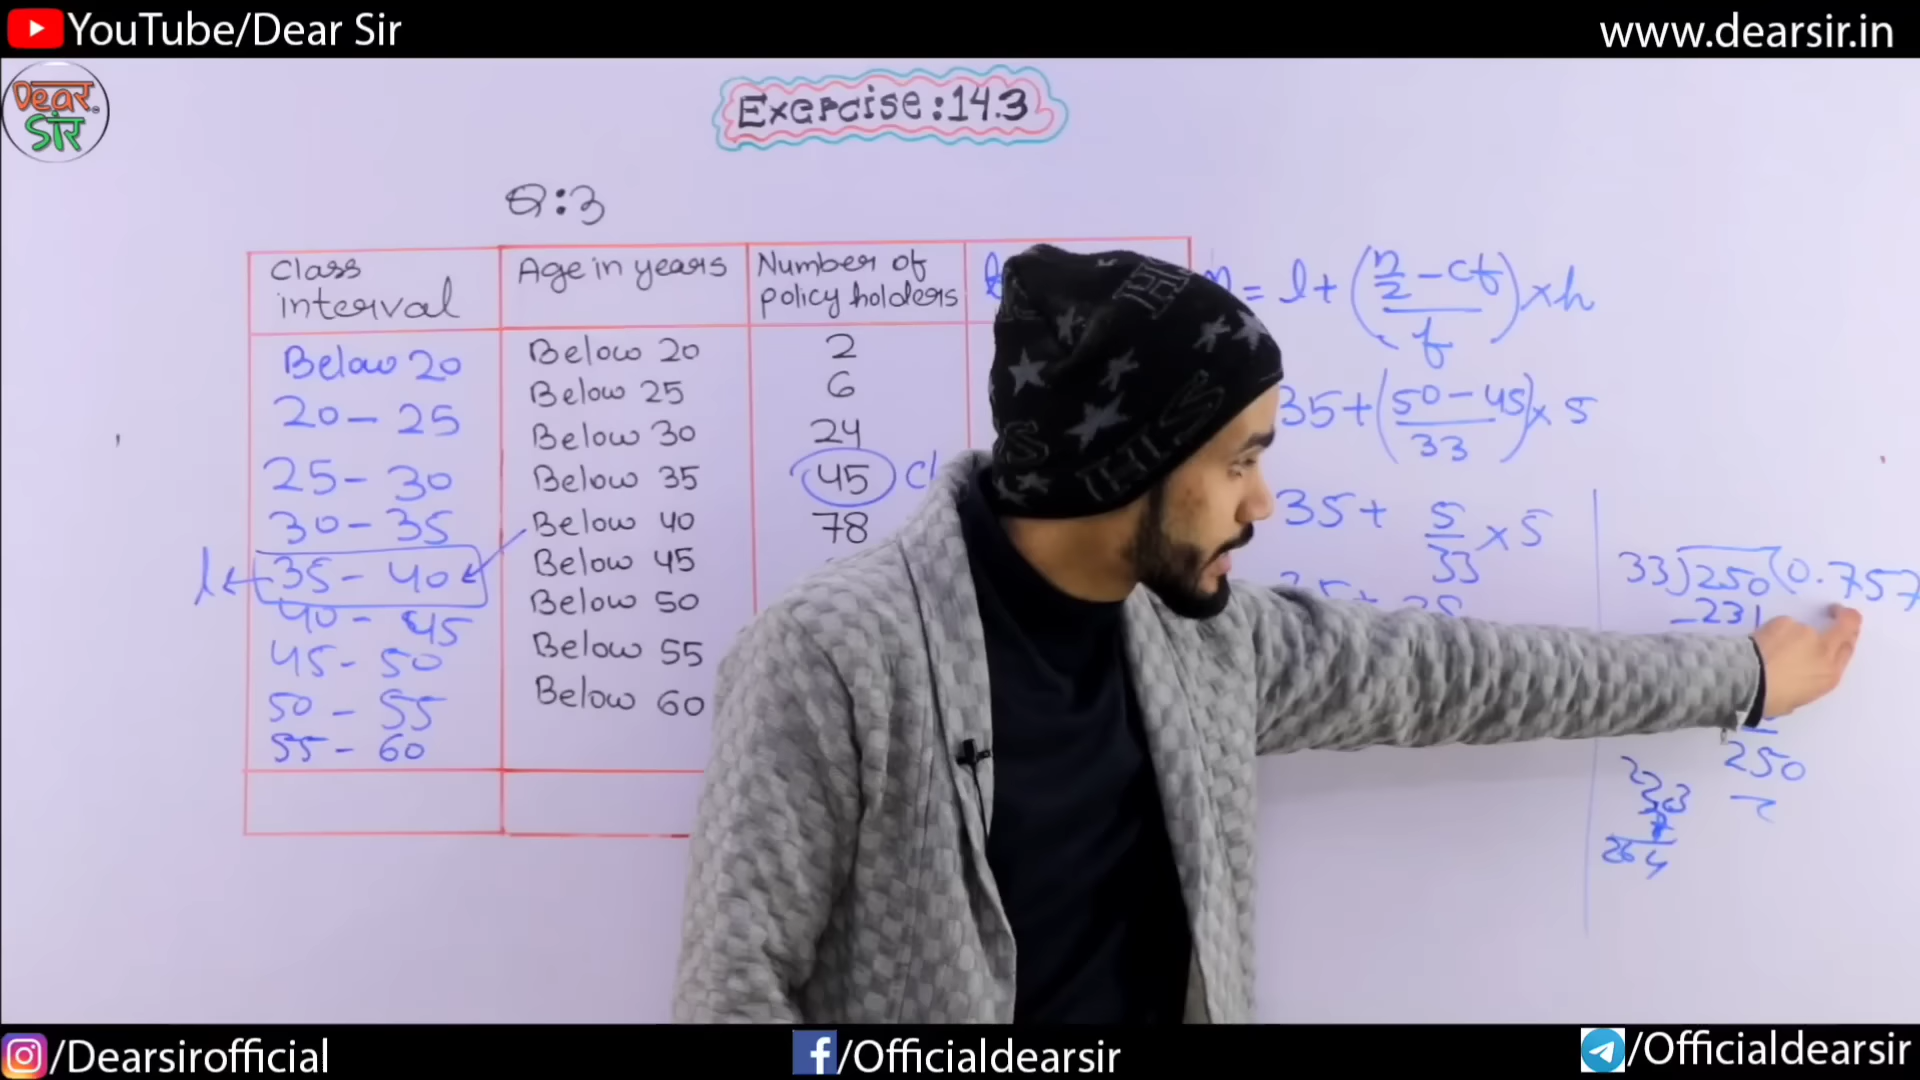 YouTube/Dear Sir
www.dearsir.in
Dear
सर
Exercise:14.3
Q:3
Class interval
Age in years
Number of policy holders
Below 20
Below 20
2
20 - 25
Below 25
6
25 - 30
Below 30
24
30 - 35
Below 35
45
l
35 - 40
Below 40
78
40 - 45
Below 45
45 - 50
Below 50
50 - 55
Below 55
55 - 60
Below 60
= l + (n/2 - cf / f) × h
35 + (50 - 45 / 33) × 5
35 + 5/33 × 5
33)250(0.757
-231
250
264
/Dearsirofficial
/Officialdearsir
/Officialdearsir